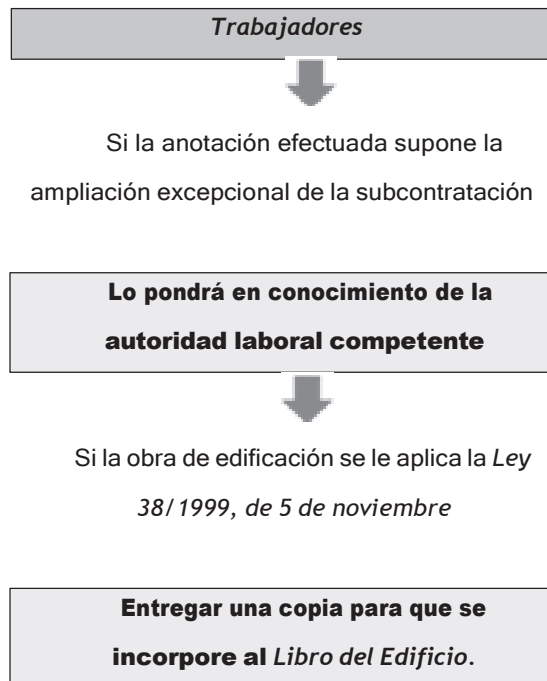 Trabajadores
Si la anotación efectuada supone la
ampliación excepcional de la subcontratación
Lo pondrá en conocimiento de la
autoridad laboral competente
Si la obra de edificación se le aplica la Ley
38/1999, de 5 de noviembre
Entregar una copia para que se
incorpore al Libro del Edificio.